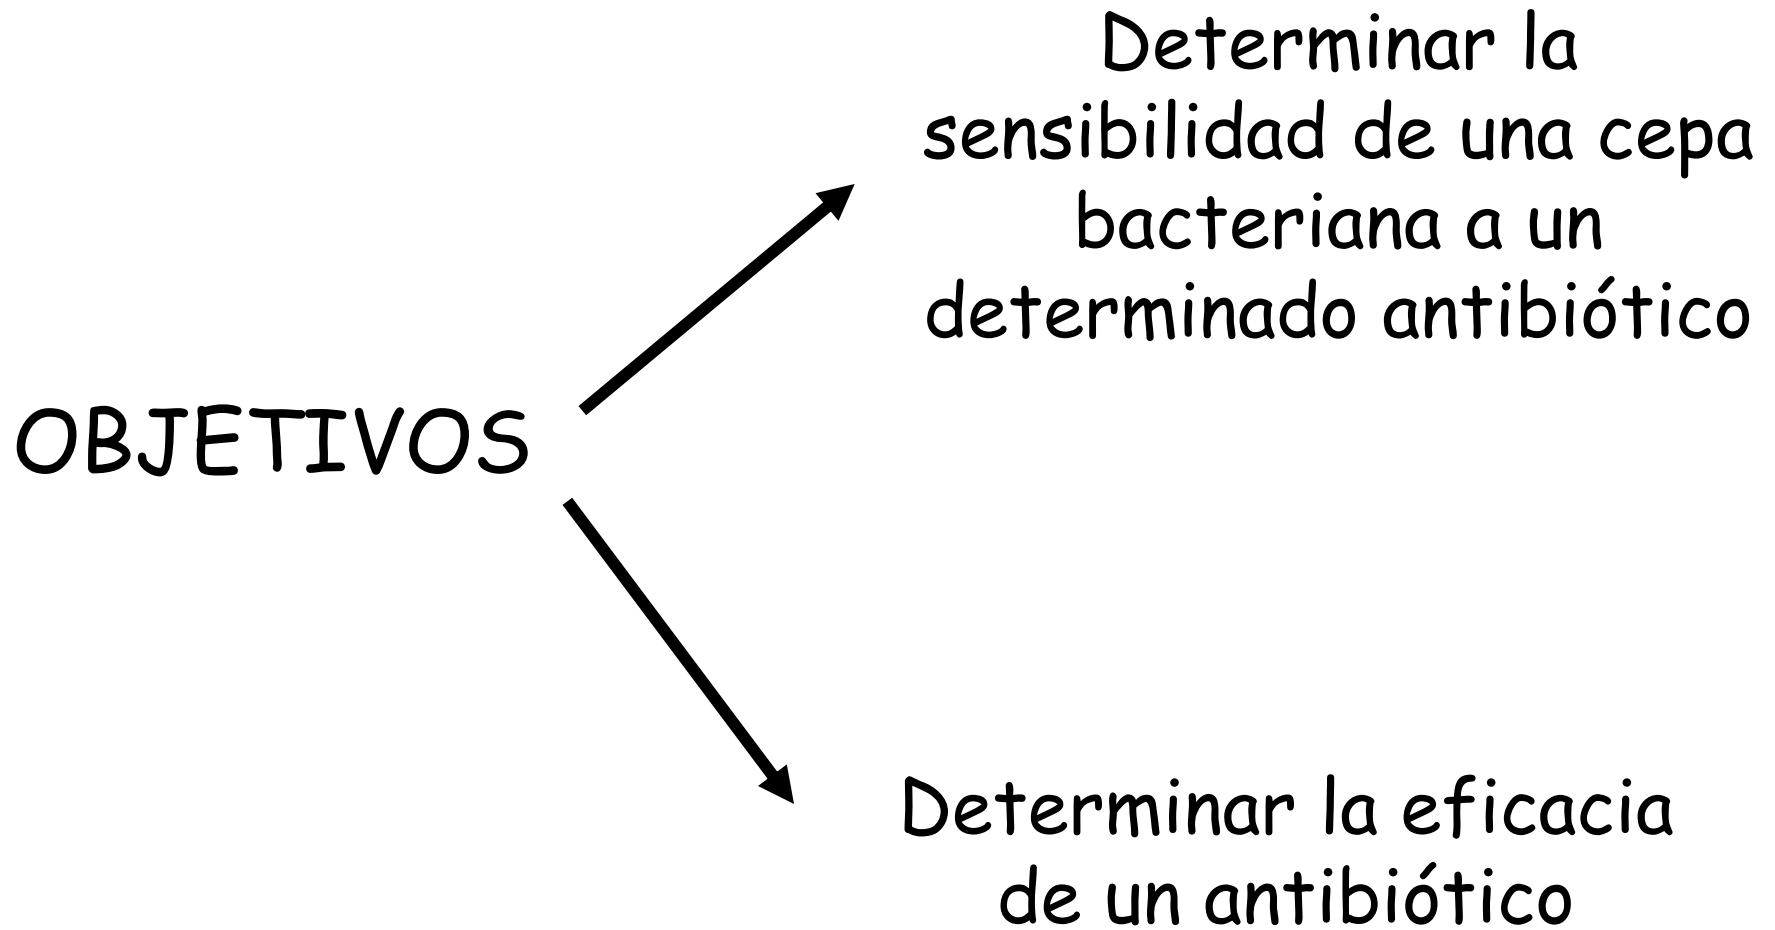 Determinar la
sensibilidad de una cepa
bacteriana a un
determinado antibiótico
OBJETIVOS
Determinar la eficacia
de un antibiótico